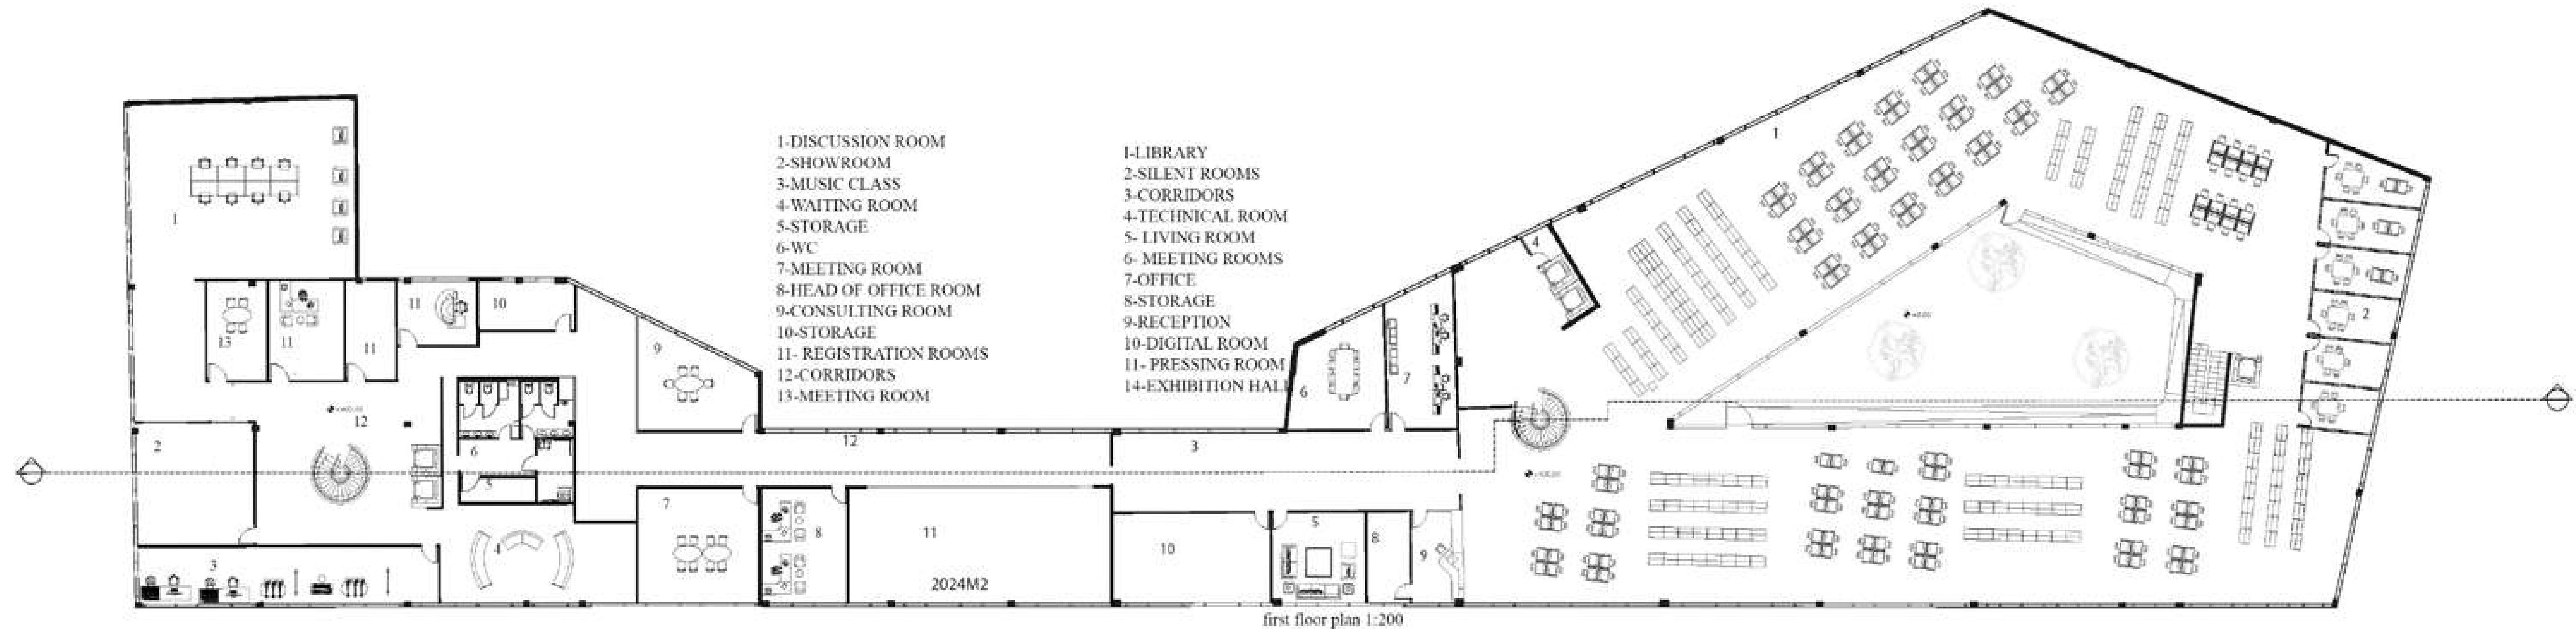 1-DISCUSSION ROOM
2-SHOWROOM
3-MUSIC CLASS
4-WAITING ROOM
5-STORAGE
6-WC
7-MEETING ROOM
8-HEAD OF OFFICE ROOM
9-CONSULTING ROOM
10-STORAGE
11- REGISTRATION ROOMS
12-CORRIDORS
13-MEETING ROOM
I-LIBRARY
2-SILENT ROOMS
3-CORRIDORS
4-TECHNICAL ROOM
5- LIVING ROOM
6- MEETING ROOMS
7-OFFICE
8-STORAGE
9-RECEPTION
10-DIGITAL ROOM
11- PRESSING ROOM
14-EXHIBITION HALL
1
13
11
11
11
10
9
12
2
6
5
3
4
7
8
11
2024M2
12
3
10
5
8
9
6
7
4
1
2
first floor plan 1:200